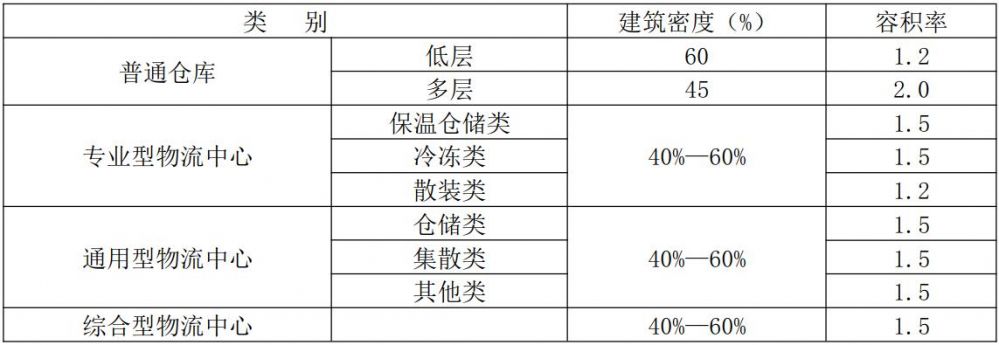 类 别 建筑密度（%） 容积率
普通仓库 低层 60 1.2
多层 45 2.0
专业型物流中心 保温仓储类 40%—60% 1.5
冷冻类 1.5
散装类 1.2
通用型物流中心 仓储类 40%—60% 1.5
集散类 1.5
其他类 1.5
综合型物流中心 40%—60% 1.5